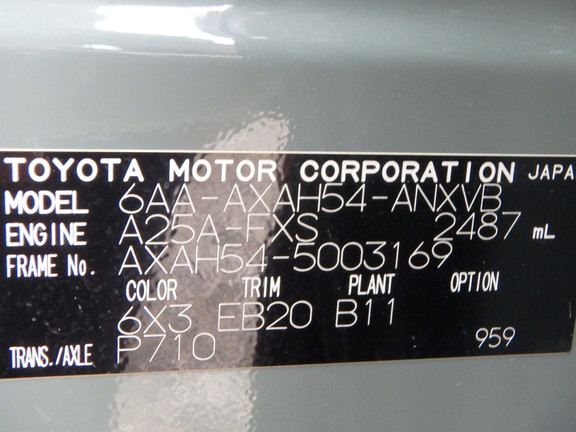 TOYOTA MOTOR CORPORATION JAPA
MODEL 6AA-AXAH54-ANXVB
ENGINE A25A-FXS 2487 mL
FRAME No. AXAH54-5003169
COLOR TRIM PLANT OPTION
6X3 EB20 B11
TRANS./AXLE P710 959